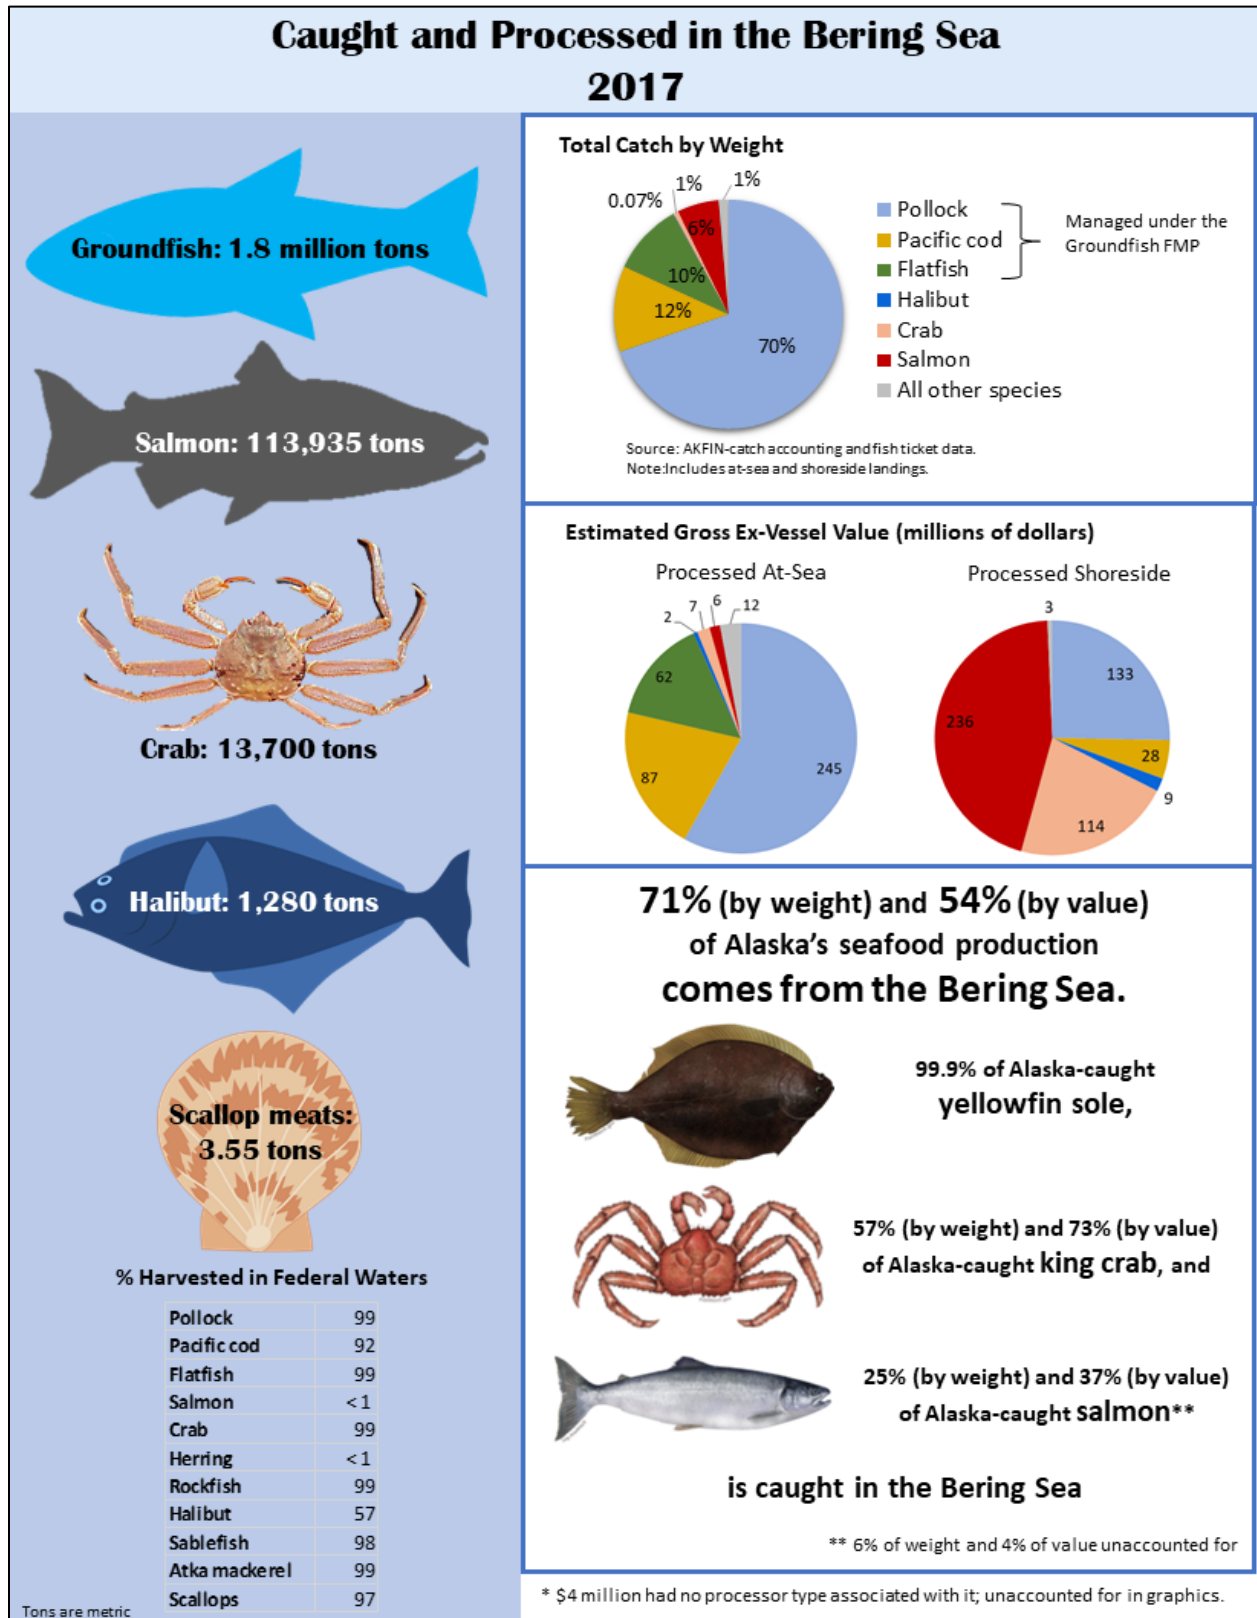 Caught and Processed in the Bering Sea
2017
Groundfish: 1.8 million tons
Salmon: 113,935 tons
Crab: 13,700 tons
Halibut: 1,280 tons
Scallop meats:
3.55 tons
% Harvested in Federal Waters
Pollock 99
Pacific cod 92
Flatfish 99
Salmon <1
Crab 99
Herring <1
Rockfish 99
Halibut 57
Sablefish 98
Atka mackerel 99
Scallops 97
Tons are metric
Total Catch by Weight
0.07%
1%
1%
6%
10%
12%
70%
Pollock
Pacific cod
Flatfish
Halibut
Crab
Salmon
All other species
Managed under the
Groundfish FMP
Source: AKFIN-catch accounting and fish ticket data.
Note:Includes at-sea and shoreside landings.
Estimated Gross Ex-Vessel Value (millions of dollars)
Processed At-Sea
2
7
6
12
62
87
245
Processed Shoreside
3
133
236
28
9
114
71% (by weight) and 54% (by value)
of Alaska's seafood production
comes from the Bering Sea.
99.9% of Alaska-caught
yellowfin sole,
57% (by weight) and 73% (by value)
of Alaska-caught king crab, and
25% (by weight) and 37% (by value)
of Alaska-caught salmon**
is caught in the Bering Sea
** 6% of weight and 4% of value unaccounted for
* $4 million had no processor type associated with it; unaccounted for in graphics.